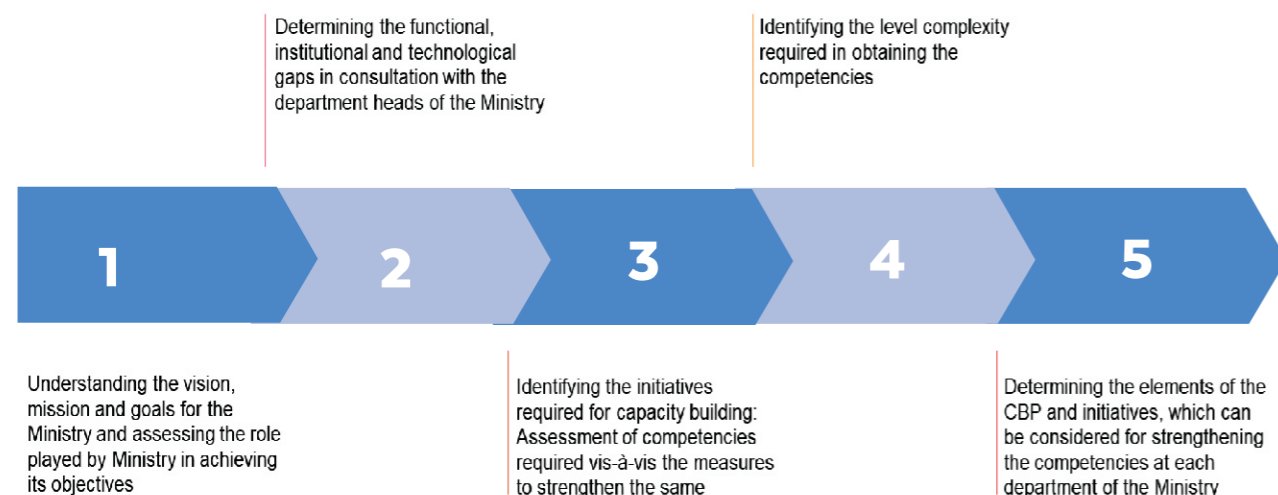 Determining the functional,
institutional and technological
gaps in consultation with the
department heads of the Ministry
Identifying the level complexity
required in obtaining the
competencies
1
2
3
4
5
Understanding the vision,
mission and goals for the
Ministry and assessing the role
played by Ministry in achieving
its objectives
Identifying the initiatives
required for capacity building:
Assessment of competencies
required vis-à-vis the measures
to strengthen the same
Determining the elements of the
CBP and initiatives, which can
be considered for strengthening
the competencies at each
department of the Ministry